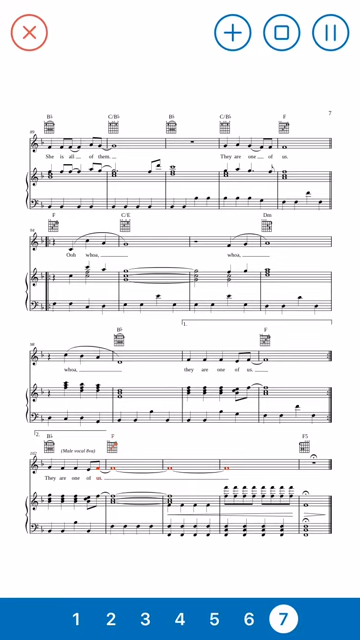 7
B♭ C/B♭ B♭ C/B♭ F
She is all of them. They are one of us.
F C/E Dm
Ooh whoa, whoa,
1.
B♭ F
whoa. they are one of us.
2.
B♭ (Male vocal 8va) F F5
They are one of us.
1 2 3 4 5 6 7